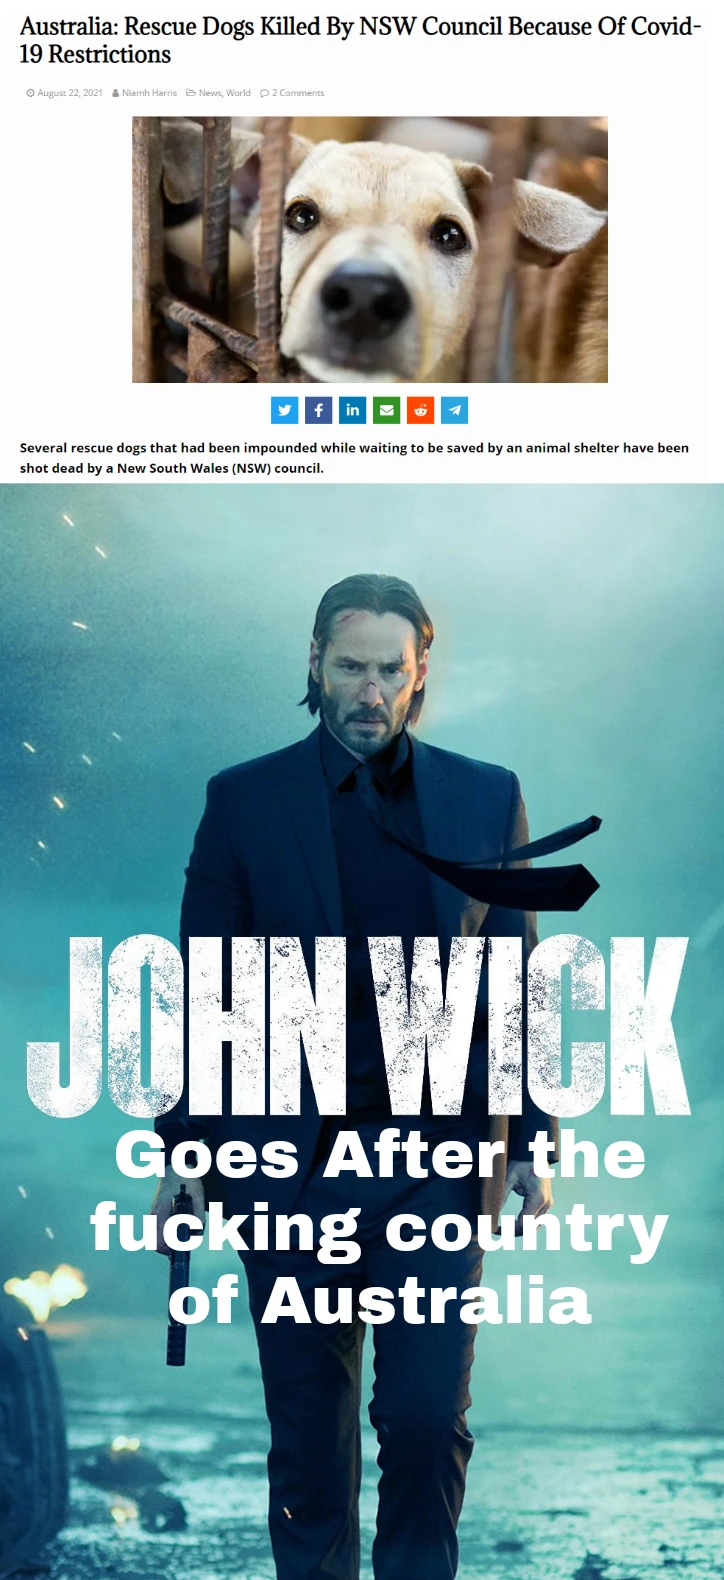 Australia: Rescue Dogs Killed By NSW Council Because Of Covid-
19 Restrictions
August 22, 2021 Niamh Harris News, World 2 Comments
Several rescue dogs that had been impounded while waiting to be saved by an animal shelter have been
shot dead by a New South Wales (NSW) council.
JOHN WICK
Goes After the
fucking country
of Australia